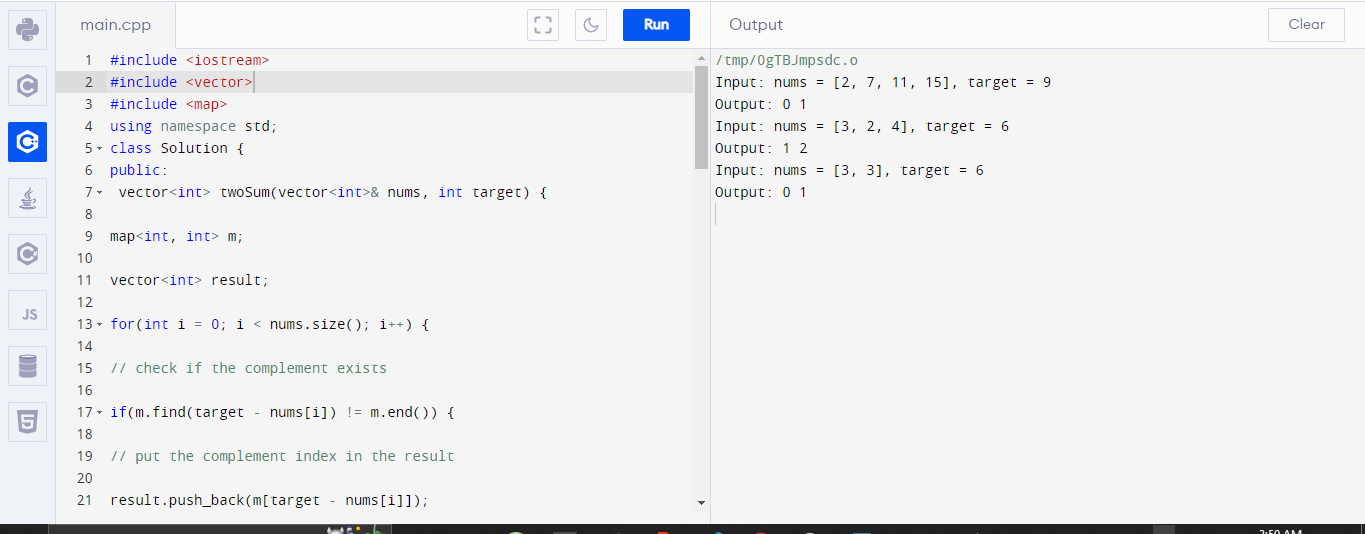 main.cpp
Run
Output
Clear
JS
1 #include <iostream>
2 #include <vector>
3 #include <map>
4 using namespace std;
5 class Solution {
6 public:
7 vector<int> twoSum(vector<int>& nums, int target) {
8
9 map<int, int> m;
10
11 vector<int> result;
12
13 for(int i = 0; i < nums.size(); i++) {
14
15 // check if the complement exists
16
17 if(m.find(target - nums[i]) != m.end()) {
18
19 // put the complement index in the result
20
21 result.push_back(m[target - nums[i]]);
/tmp/0gTBJmpsdc.o
Input: nums = [2, 7, 11, 15], target = 9
Output: 0 1
Input: nums = [3, 2, 4], target = 6
Output: 1 2
Input: nums = [3, 3], target = 6
Output: 0 1